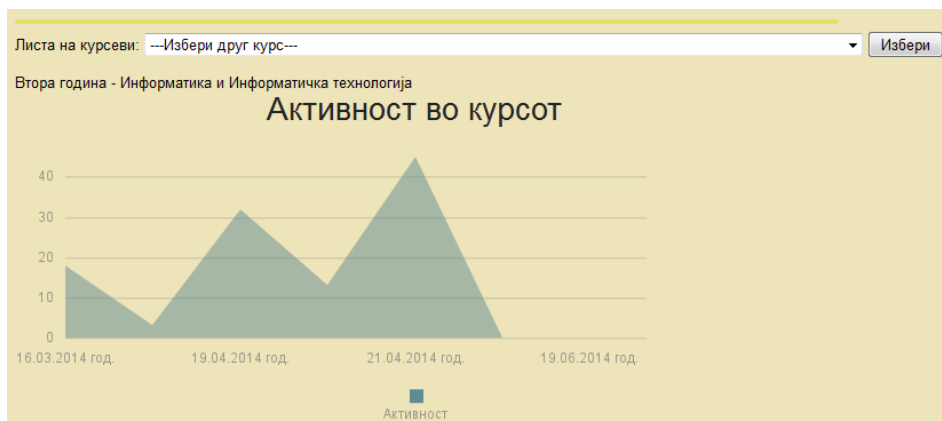 Листа на курсеви: ---Избери друг курс--- Избери
Втора година - Информатика и Информатичка технологија
Активност во курсот
40
30
20
10
0
16.03.2014 год. 19.04.2014 год. 21.04.2014 год. 19.06.2014 год.
Активност